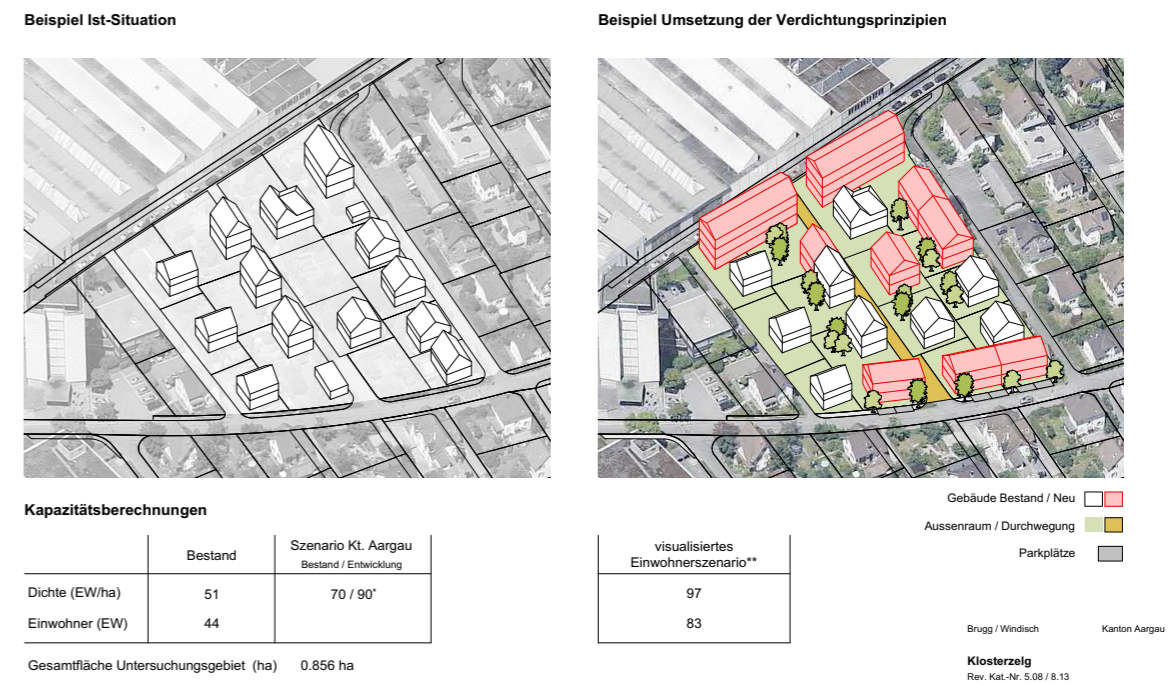 Beispiel Ist-Situation
Beispiel Umsetzung der Verdichtungsprinzipien
Gebäude Bestand / Neu
Aussenraum / Durchwegung
Parkplätze
Kapazitätsberechnungen
Bestand
Szenario Kt. Aargau
Bestand / Entwicklung
visualisiertes
Einwohnerszenario**
Dichte (EW/ha) 51 70 / 90* 97
Einwohner (EW) 44 83
Gesamtfläche Untersuchungsgebiet (ha) 0.856 ha
Brugg / Windisch Kanton Aargau
Klosterzelg
Rev. Kat.-Nr. 5.08 / 8.13